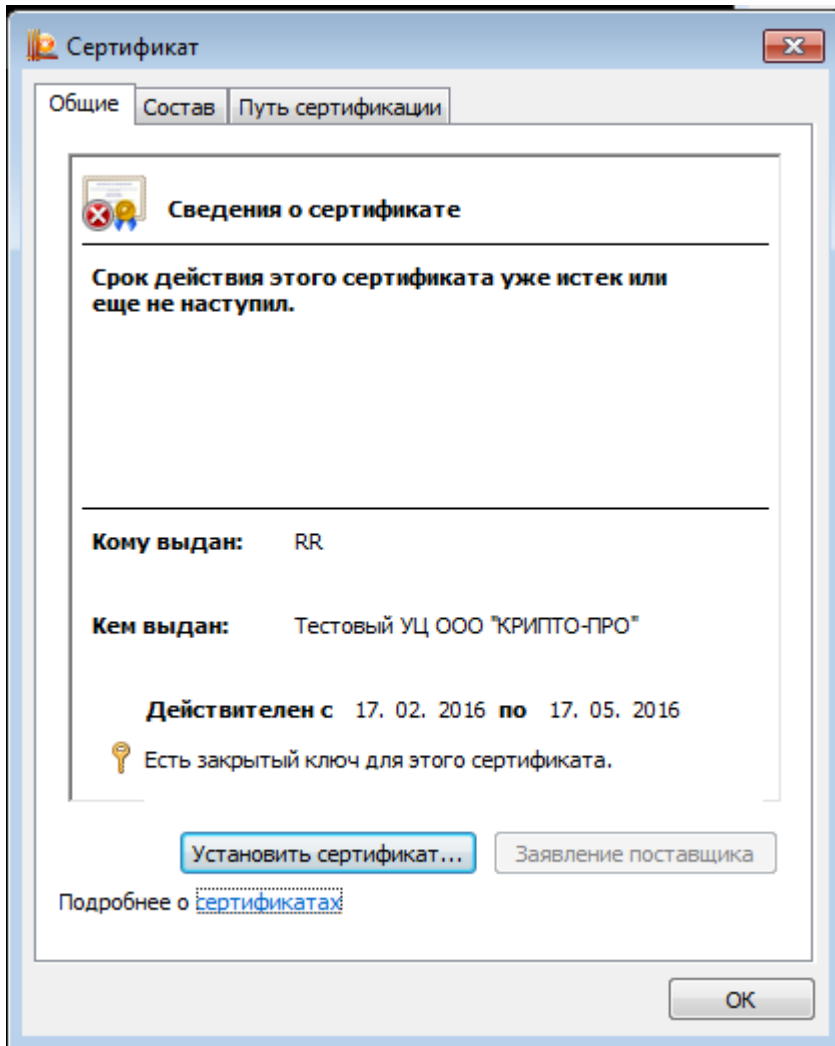 Сертификат
Общие Состав Путь сертификации
Сведения о сертификате
Срок действия этого сертификата уже истек или
еще не наступил.
Кому выдан: RR
Кем выдан: Тестовый УЦ ООО "КРИПТО-ПРО"
Действителен с 17. 02. 2016 по 17. 05. 2016
Есть закрытый ключ для этого сертификата.
Установить сертификат... Заявление поставщика
Подробнее о сертификатах
ОК